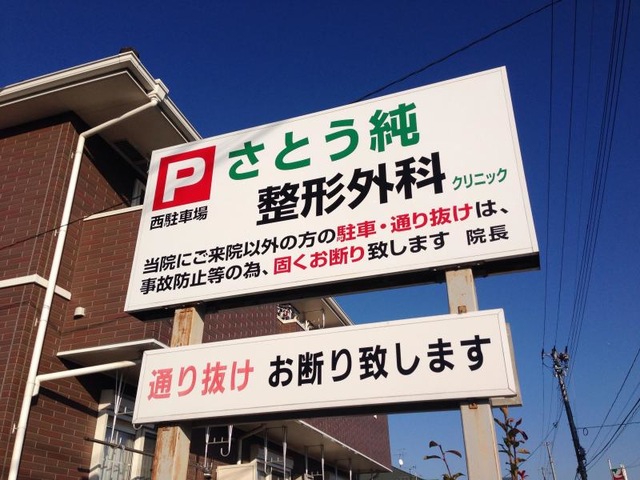 P さとう純
西駐車場 整形外科 クリニック
当院にご来院以外の方の駐車・通り抜けは、
事故防止等の為、固くお断り致します 院長
通り抜け お断り致します